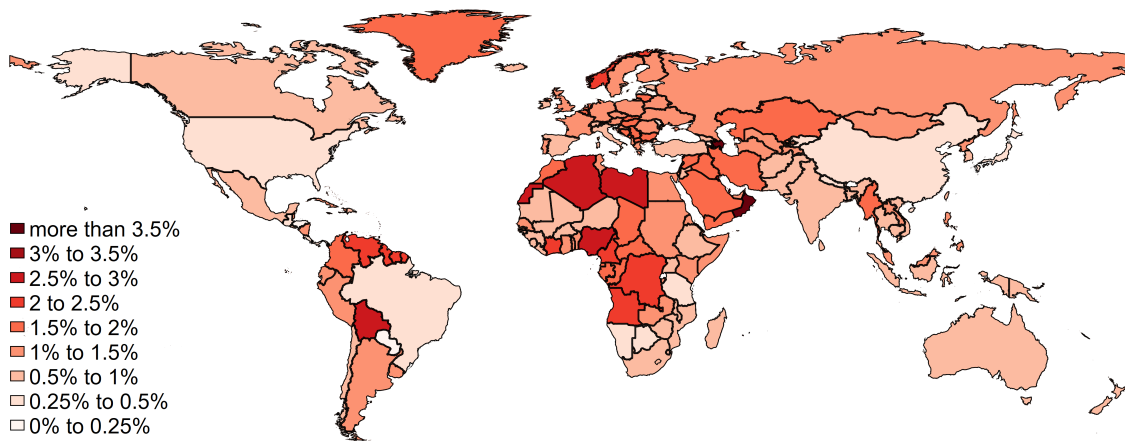 more than 3.5%
3% to 3.5%
2.5% to 3%
2 to 2.5%
1.5% to 2%
1% to 1.5%
0.5% to 1%
0.25% to 0.5%
0% to 0.25%